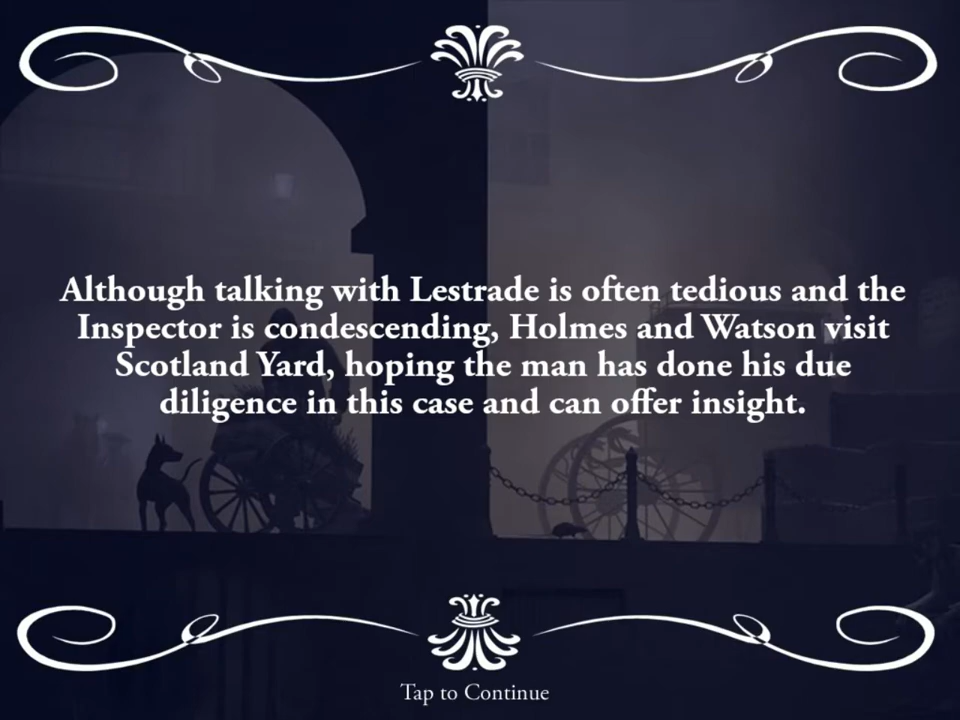 Although talking with Lestrade is often tedious and the
Inspector is condescending, Holmes and Watson visit
Scotland Yard, hoping the man has done his due
diligence in this case and can offer insight.
Tap to Continue